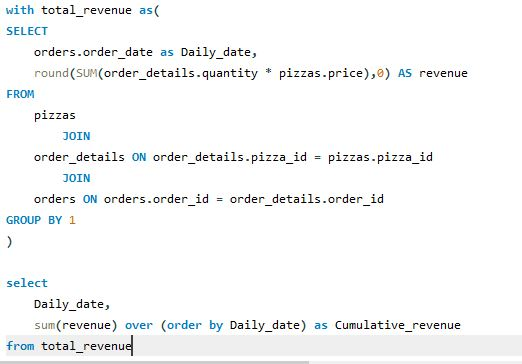 with total_revenue as(
SELECT
    orders.order_date as Daily_date,
    round(SUM(order_details.quantity * pizzas.price),0) AS revenue
FROM
    pizzas
        JOIN
    order_details ON order_details.pizza_id = pizzas.pizza_id
        JOIN
    orders ON orders.order_id = order_details.order_id
GROUP BY 1
)
select
    Daily_date,
    sum(revenue) over (order by Daily_date) as Cumulative_revenue
from total_revenue